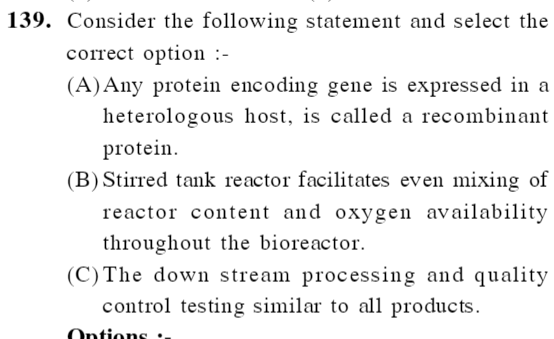 139. Consider the following statement and select the
correct option :-
(A) Any protein encoding gene is expressed in a
heterologous host, is called a recombinant
protein.
(B) Stirred tank reactor facilitates even mixing of
reactor content and oxygen availability
throughout the bioreactor.
(C) The down stream processing and quality
control testing similar to all products.
Options :-